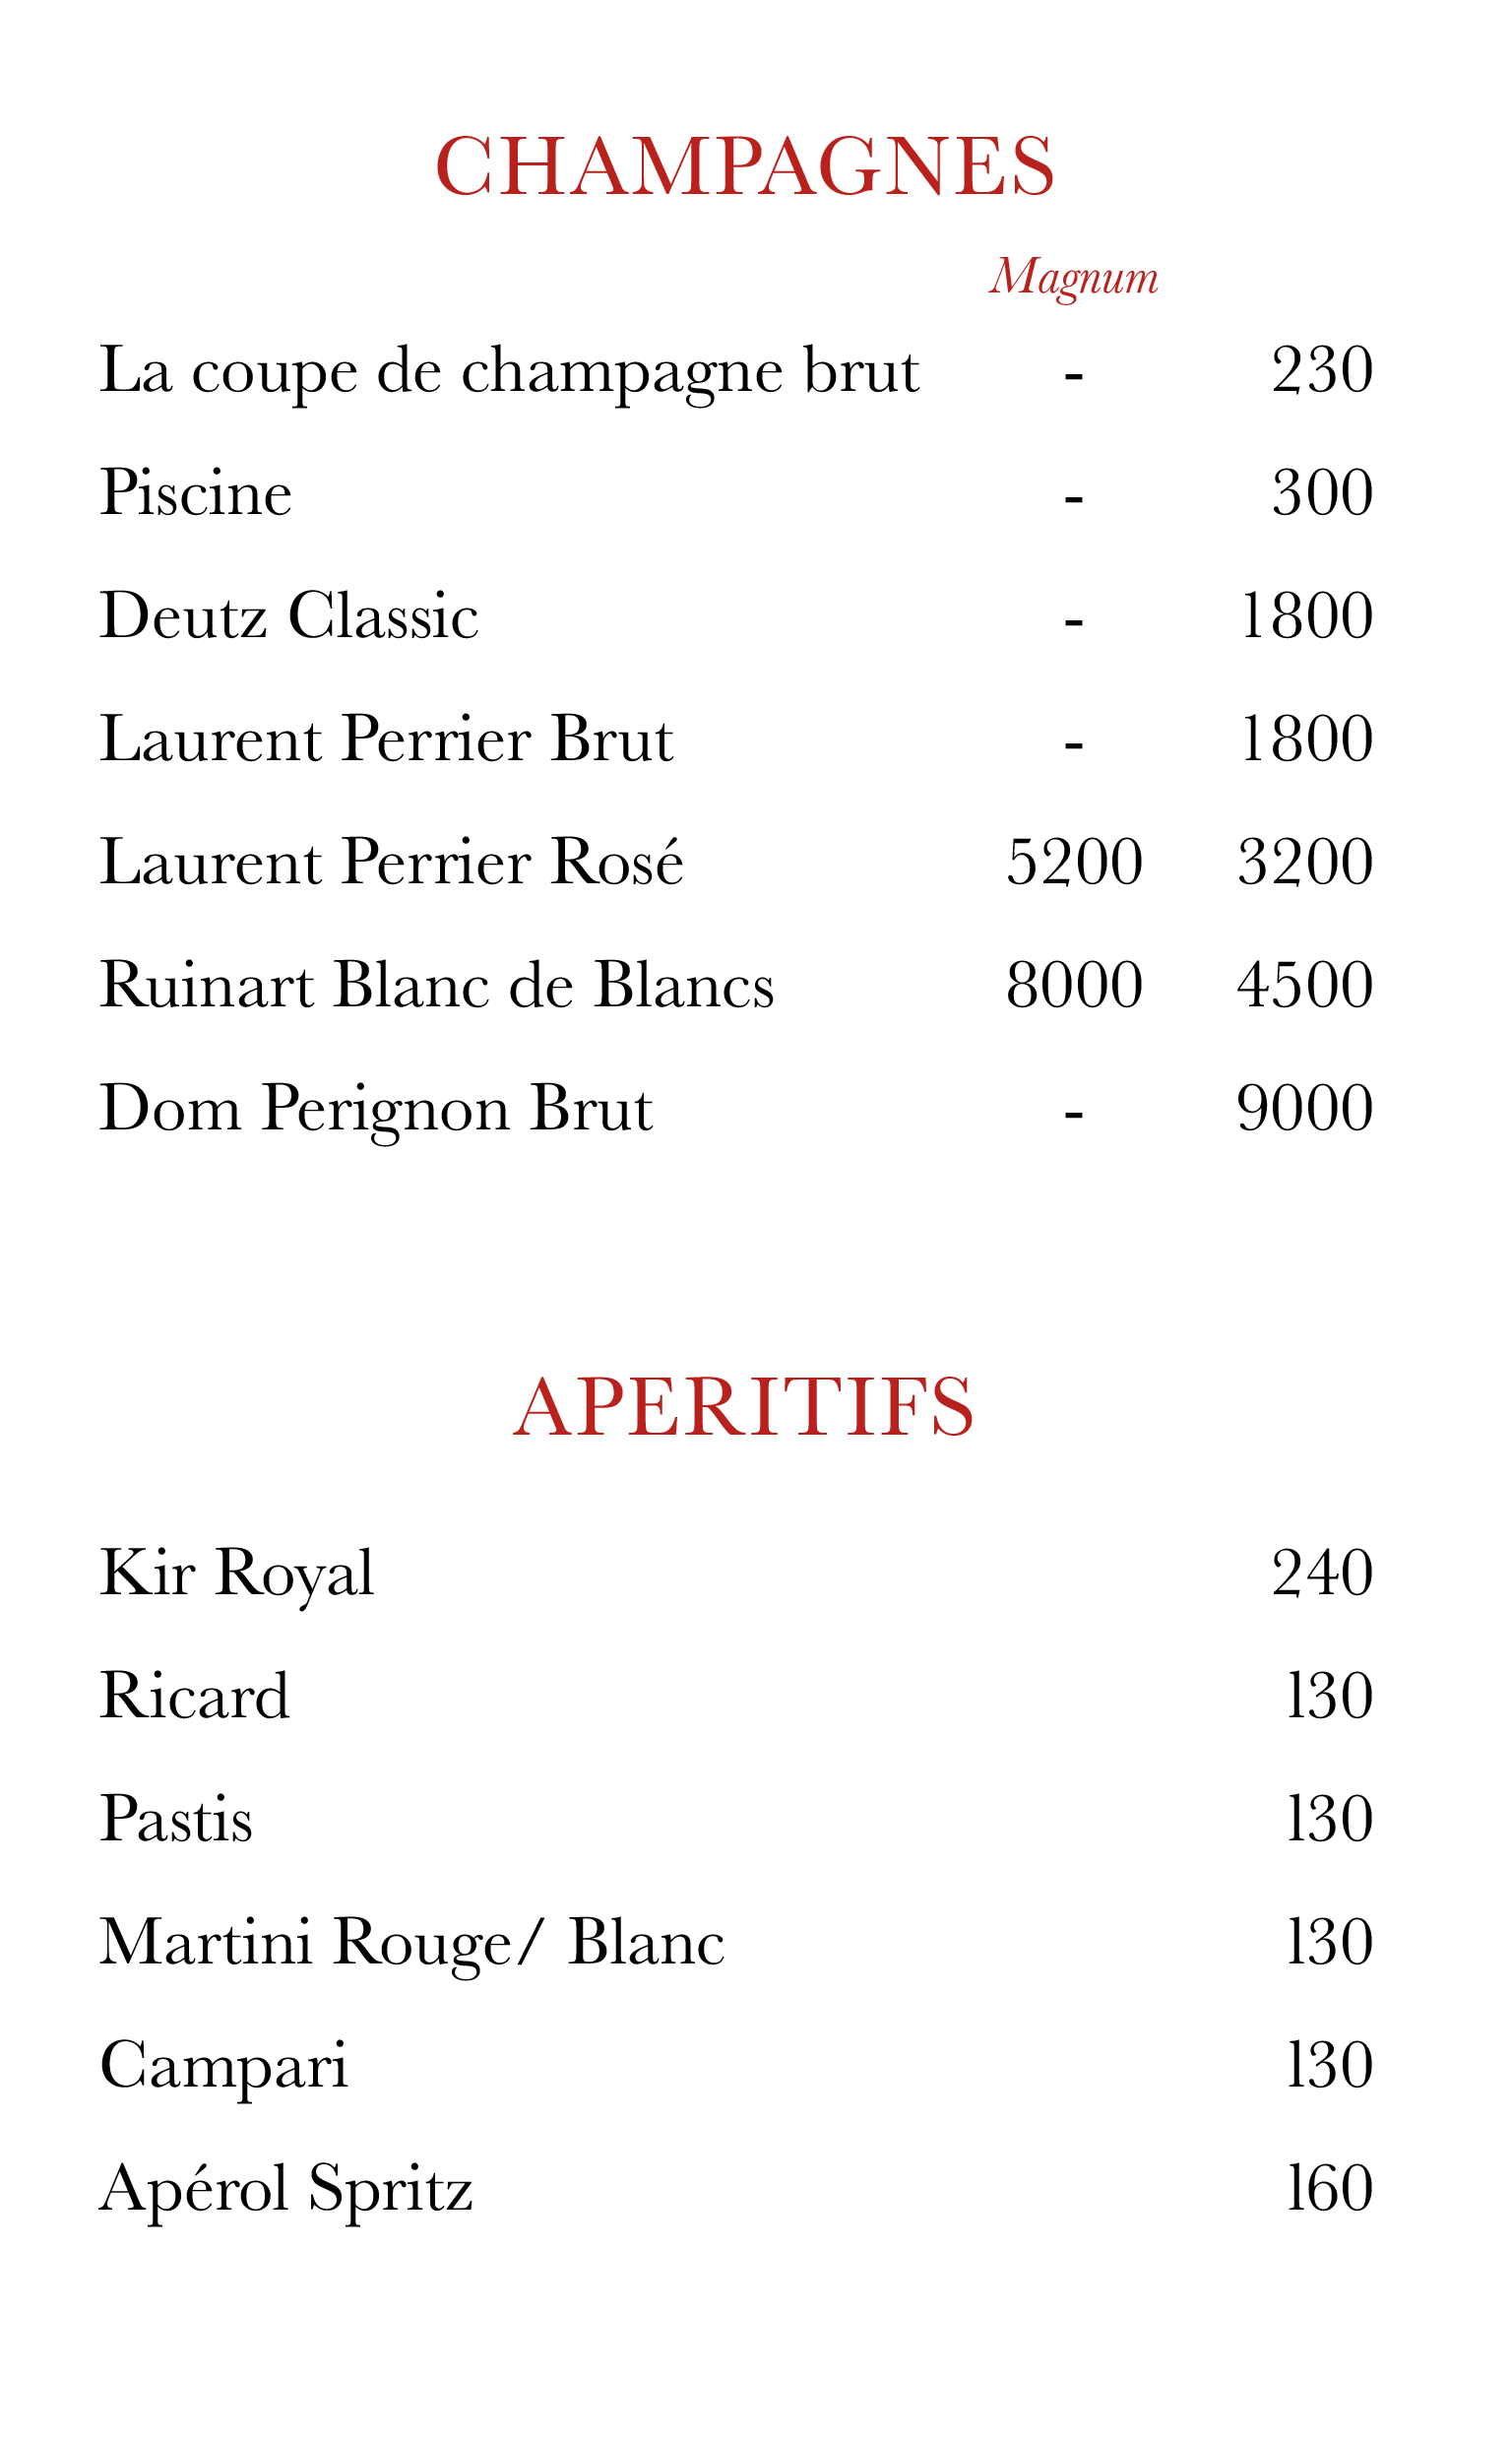 CHAMPAGNES
Magnum
La coupe de champagne brut - 230
Piscine - 300
Deutz Classic - 1800
Laurent Perrier Brut - 1800
Laurent Perrier Rosé 5200 3200
Ruinart Blanc de Blancs 8000 4500
Dom Perignon Brut - 9000
APERITIFS
Kir Royal 240
Ricard 130
Pastis 130
Martini Rouge/ Blanc 130
Campari 130
Apérol Spritz 160